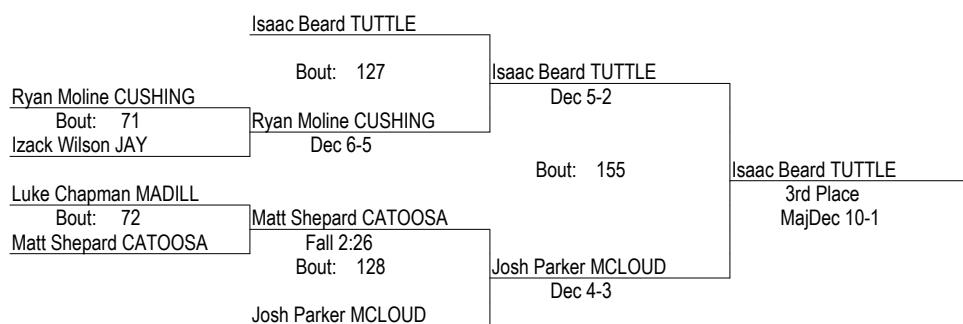 Isaac Beard TUTTLE
Bout: 127
Isaac Beard TUTTLE
Dec 5-2
Ryan Moline CUSHING
Bout: 71
Ryan Moline CUSHING
Izack Wilson JAY
Dec 6-5
Bout: 155
Isaac Beard TUTTLE
3rd Place
MajDec 10-1
Luke Chapman MADILL
Bout: 72
Matt Shepard CATOOSA
Matt Shepard CATOOSA
Fall 2:26
Bout: 128
Josh Parker MCLOUD
Dec 4-3
Josh Parker MCLOUD